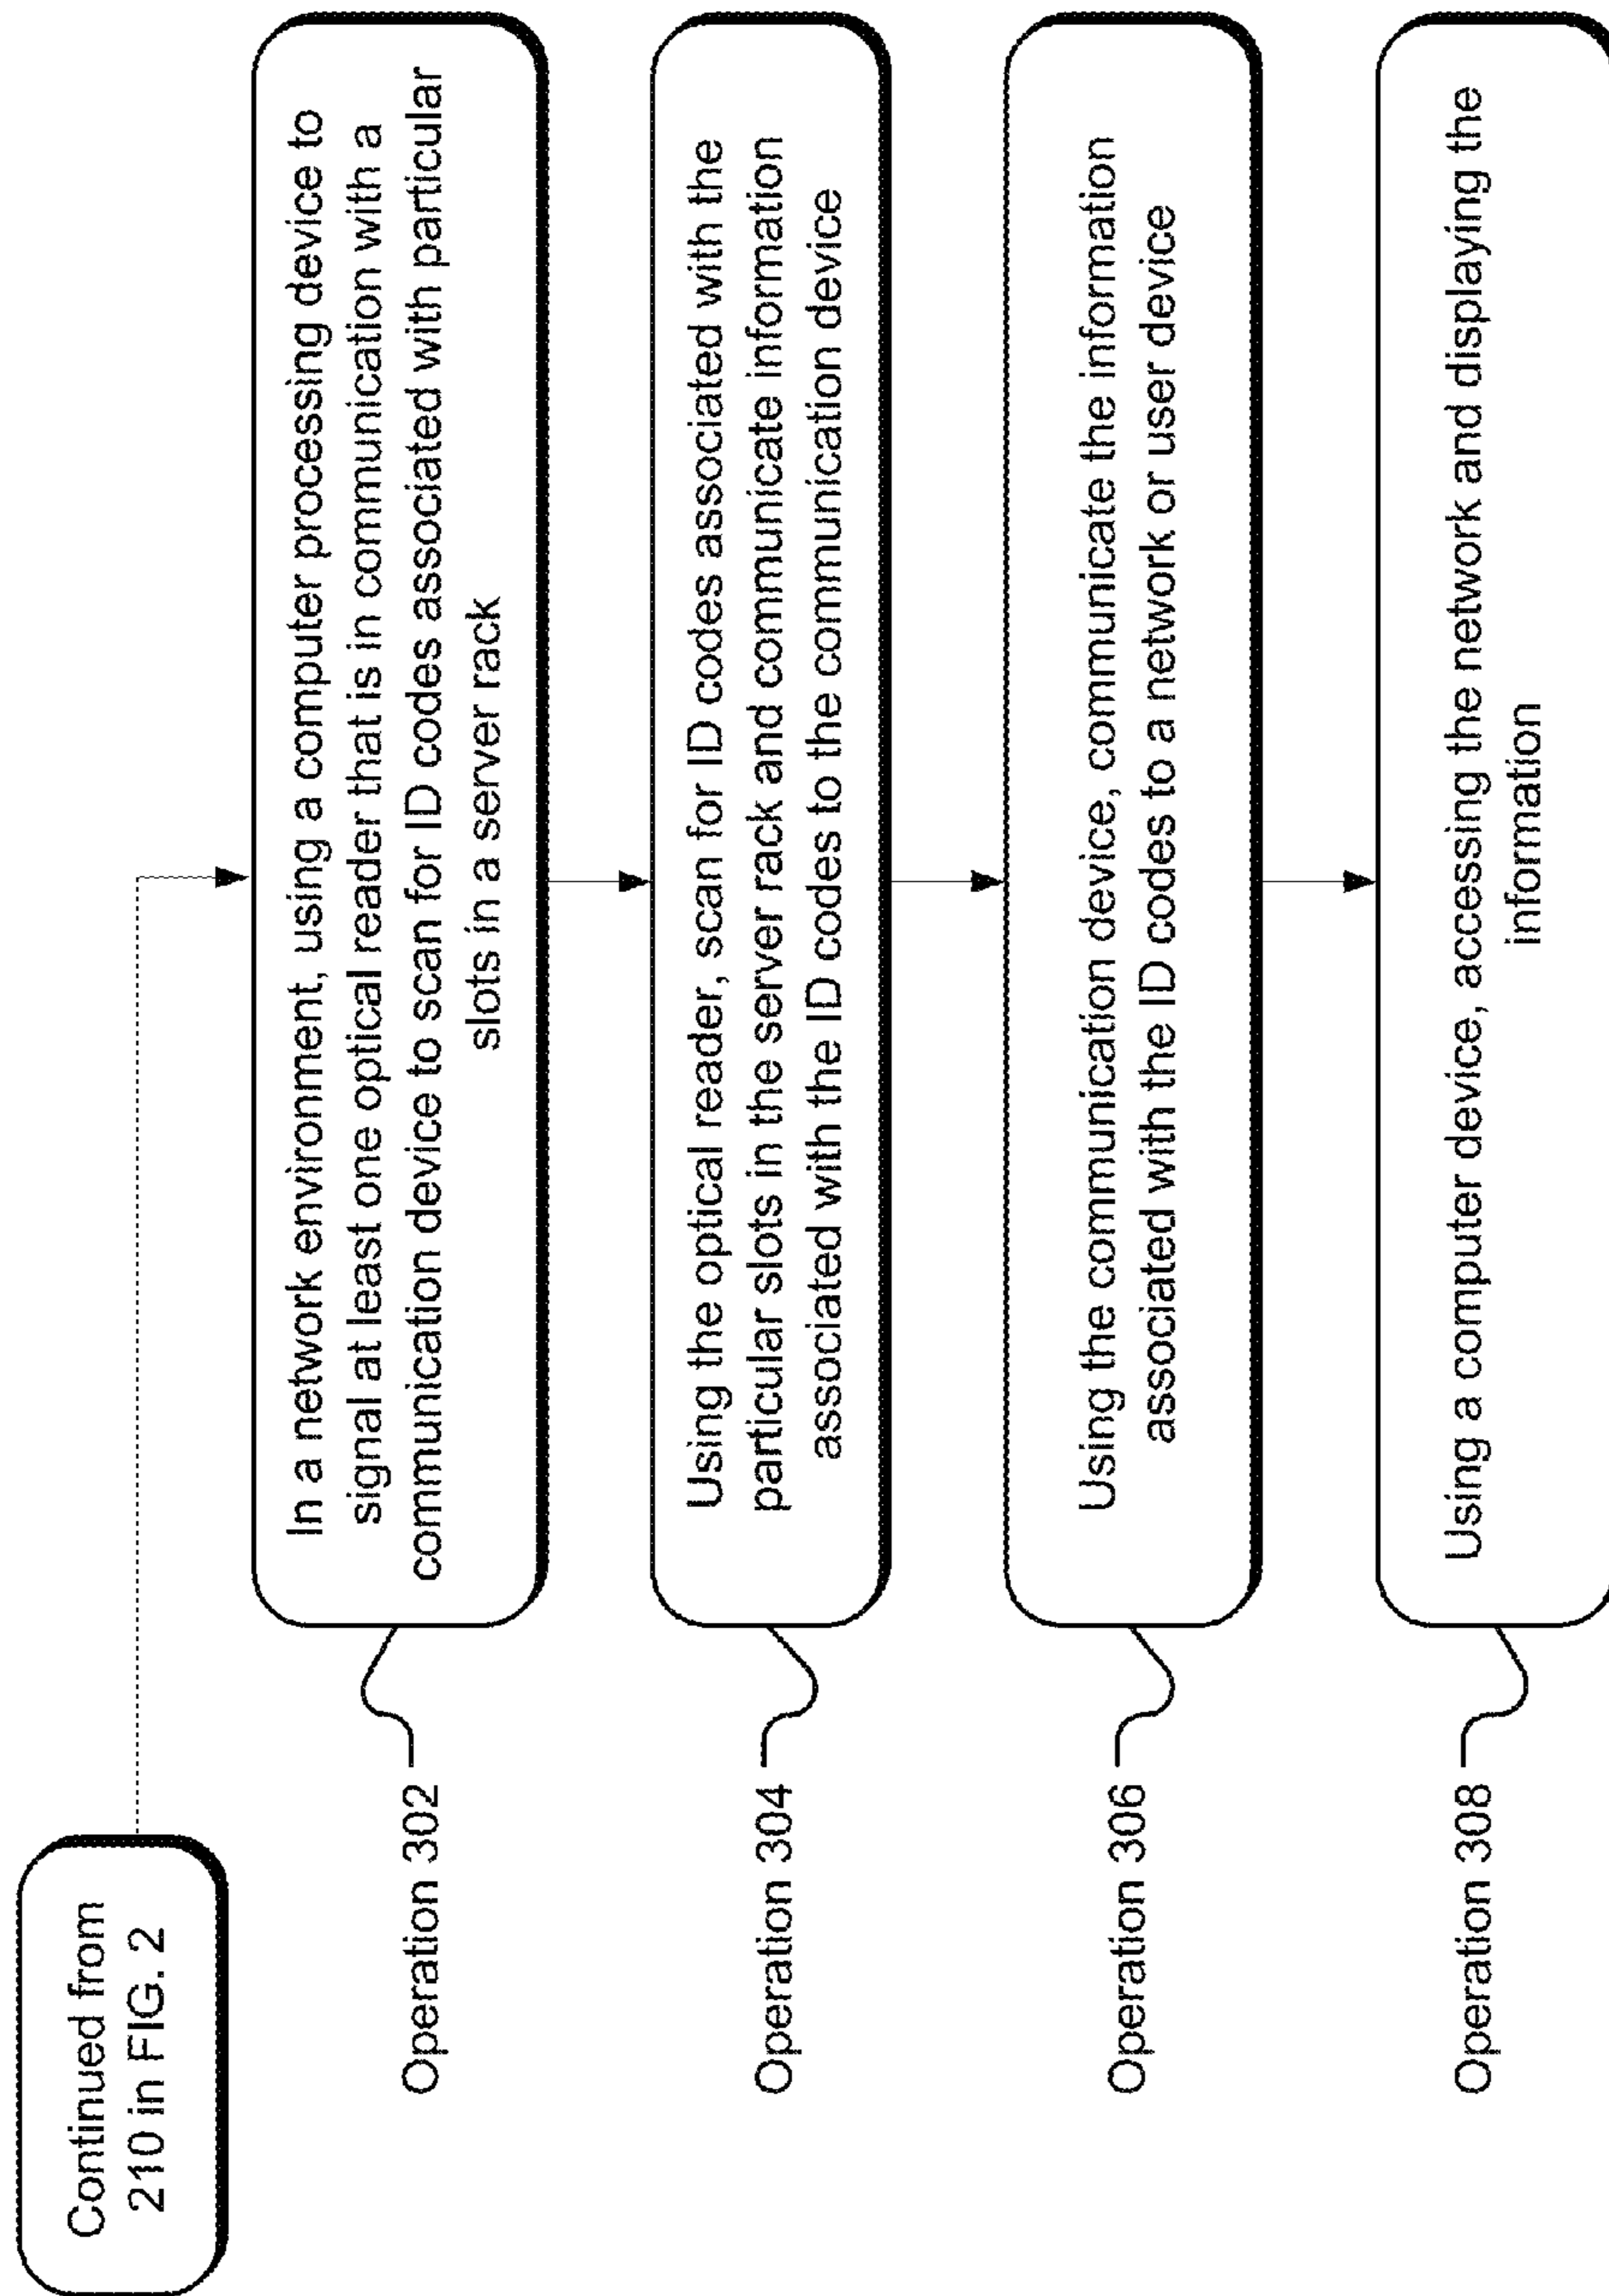 Continued from
210 in FIG. 2
Operation 302
In a network environment, using a computer processing device to
signal at least one optical reader that is in communication with a
communication device to scan for ID codes associated with particular
slots in a server rack
Operation 304
Using the optical reader, scan for ID codes associated with the
particular slots in the server rack and communicate information
associated with the ID codes to the communication device
Operation 306
Using the communication device, communicate the information
associated with the ID codes to a network or user device
Operation 308
Using a computer device, accessing the network and displaying the
information